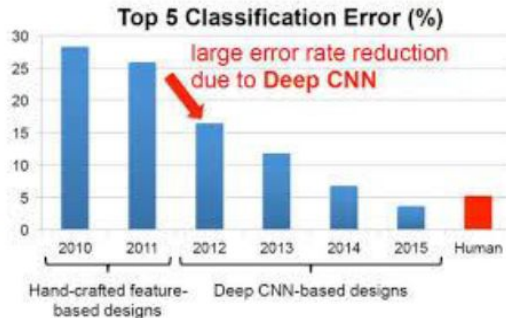 Top 5 Classification Error (%)
large error rate reduction
due to Deep CNN
30
25
20
15
10
5
0
2010 2011 2012 2013 2014 2015 Human
Hand-crafted feature-
based designs
Deep CNN-based designs